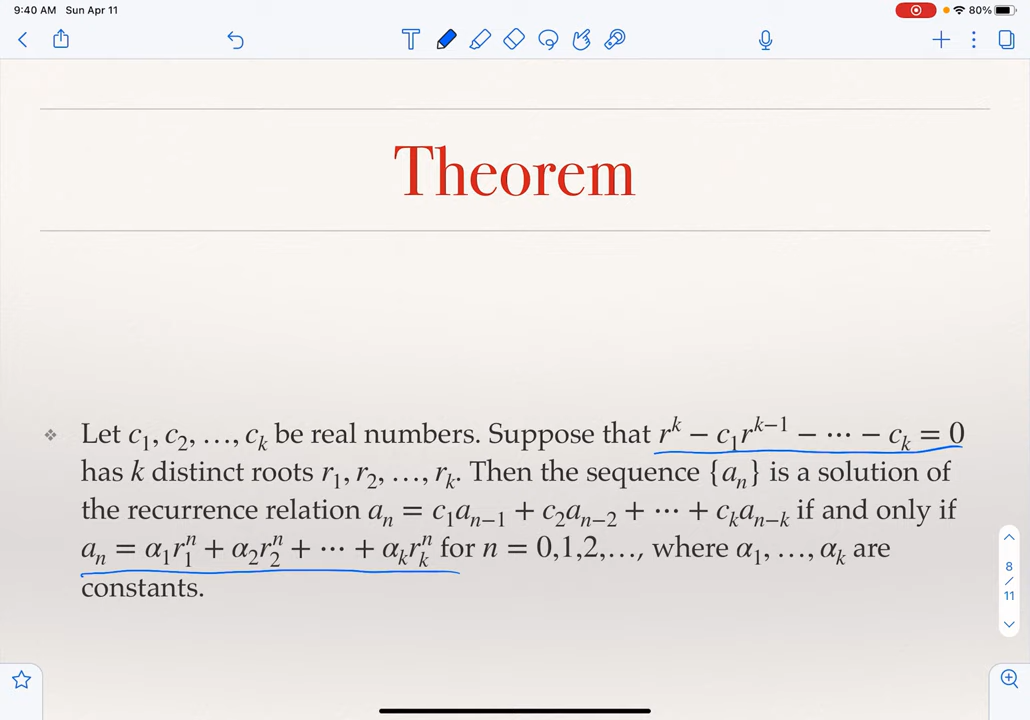 9:40 AM Sun Apr 11
80%
T
Theorem
❖ Let c₁, c₂, …, cₖ be real numbers. Suppose that rᵏ − c₁rᵏ⁻¹ − ⋯ − cₖ = 0
has k distinct roots r₁, r₂, …, rₖ. Then the sequence {aₙ} is a solution of
the recurrence relation aₙ = c₁aₙ₋₁ + c₂aₙ₋₂ + ⋯ + cₖaₙ₋ₖ if and only if
aₙ = α₁r₁ⁿ + α₂r₂ⁿ + ⋯ + αₖrₖⁿ for n = 0,1,2,…, where α₁, …, αₖ are
constants.
8
/
11